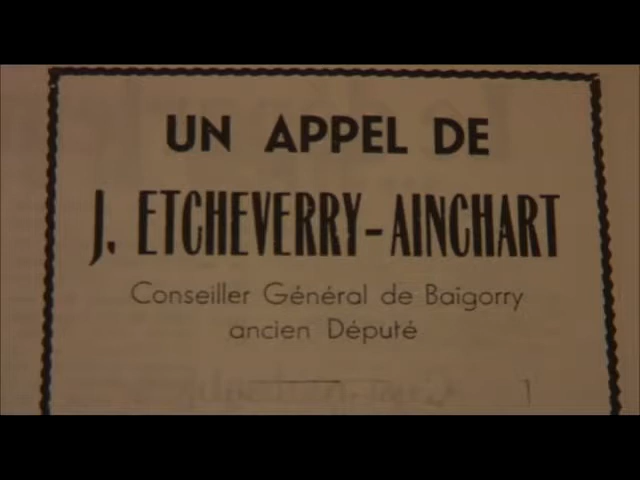 UN APPEL DE
J. ETCHEVERRY-AINCHART
Conseiller Général de Baïgorry
ancien Député